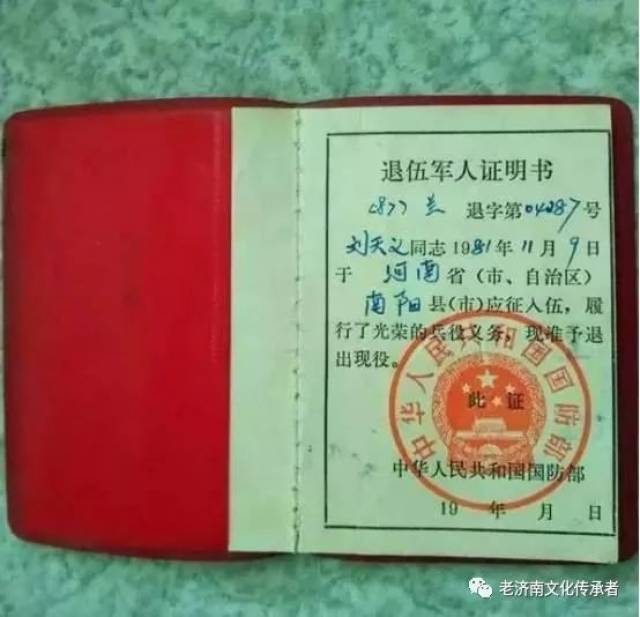 退伍军人证明书
退字第04287号
刘天义同志1981年11月9日
于 河南省（市、自治区）
南阳县(市)应征入伍，履
行了光荣的兵役义务，现准予退
出现役。
此 证
中华人民共和国国防部
中华人民共和国国防部
19 年 月 日
老济南文化传承者